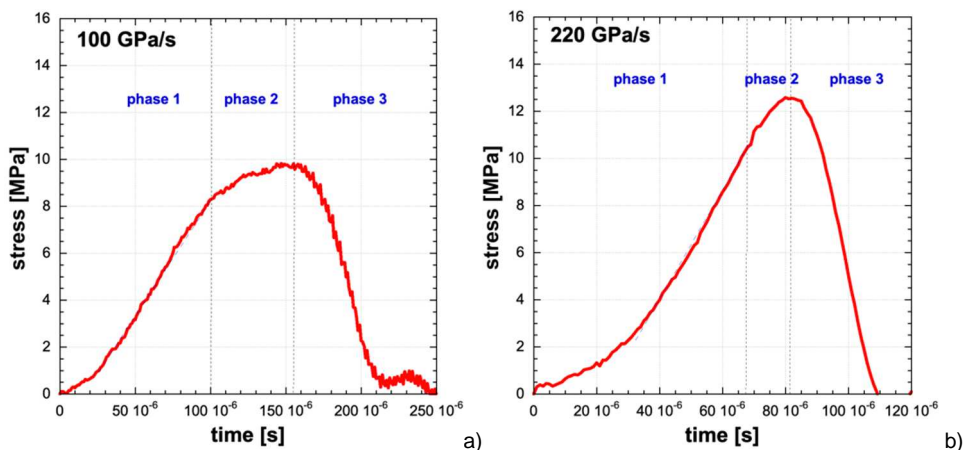 100 GPa/s
phase 1
phase 2
phase 3
stress [MPa]
16
14
12
10
8
6
4
2
0
0
50 10-6
100 10-6
150 10-6
200 10-6
250 10-6
time [s]
a)
220 GPa/s
phase 1
phase 2
phase 3
stress [MPa]
16
14
12
10
8
6
4
2
0
0
20 10-6
40 10-6
60 10-6
80 10-6
100 10-6
120 10-6
time [s]
b)